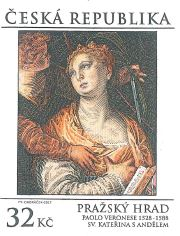 ČESKÁ REPUBLIKA
32 KČ
PRAŽSKÝ HRAD
PAOLO VERONESE 1528-1588
SV. KATEŘINA S ANDĚLEM